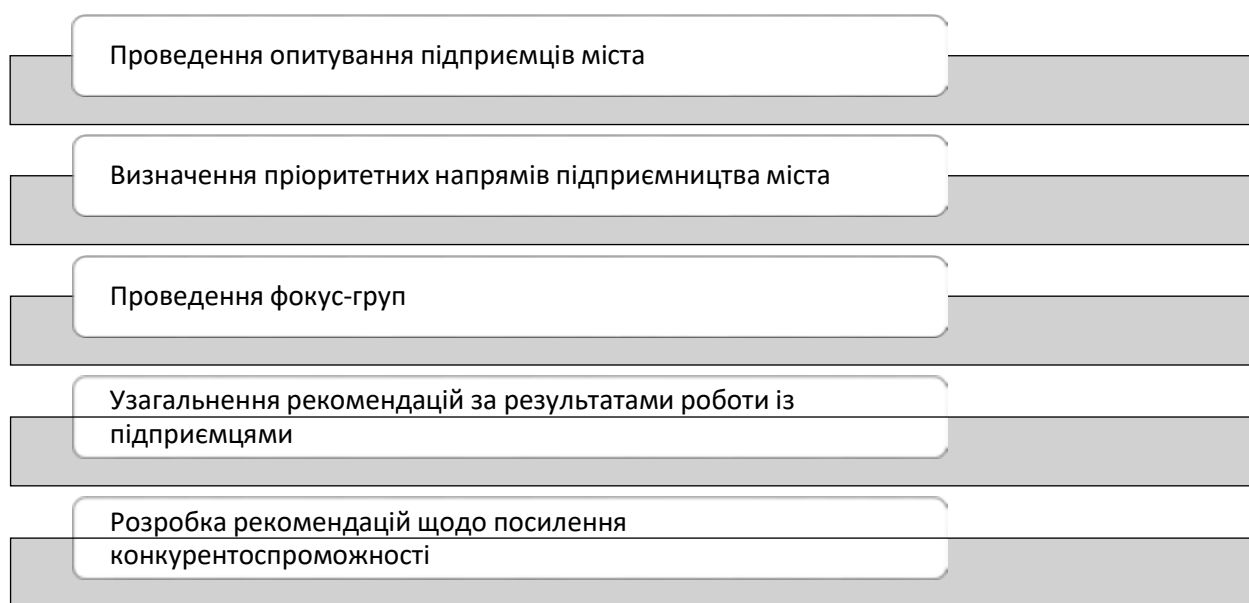 Проведення опитування підприємців міста
Визначення пріоритетних напрямів підприємництва міста
Проведення фокус-груп
Узагальнення рекомендацій за результатами роботи із
підприємцями
Розробка рекомендацій щодо посилення
конкурентоспроможності